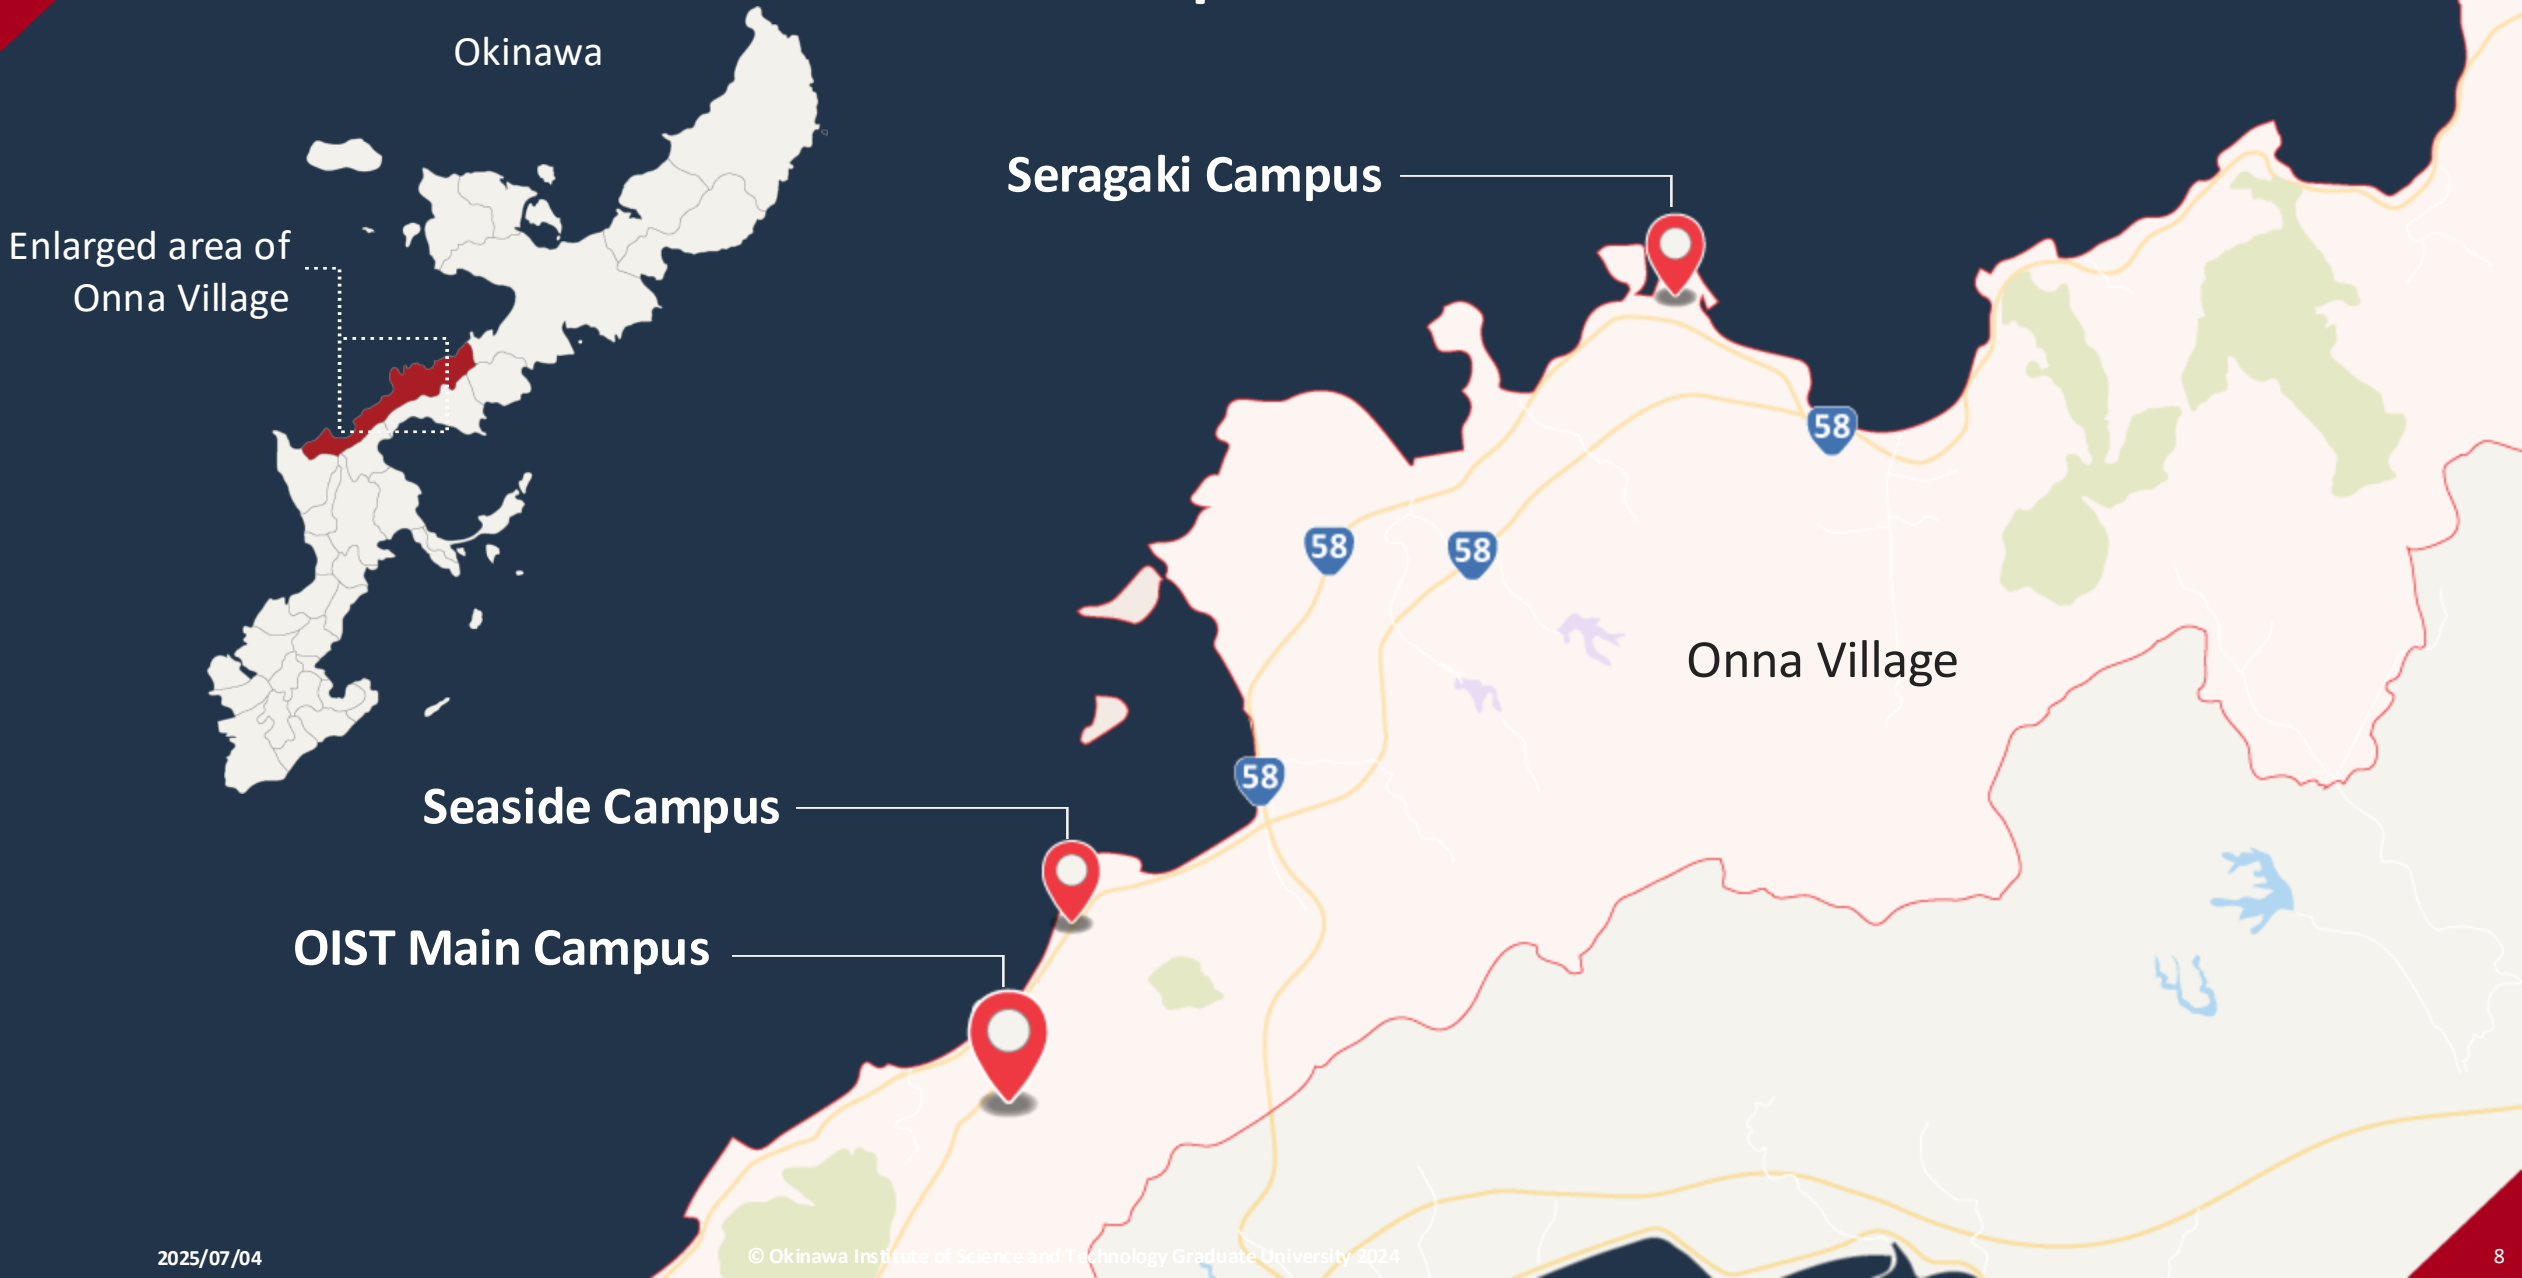 Okinawa
Seragaki Campus
Enlarged area of
Onna Village
58
58
58
Onna Village
58
Seaside Campus
OIST Main Campus
2025/07/04
© Okinawa Institute of Science and Technology Graduate University 2024
8